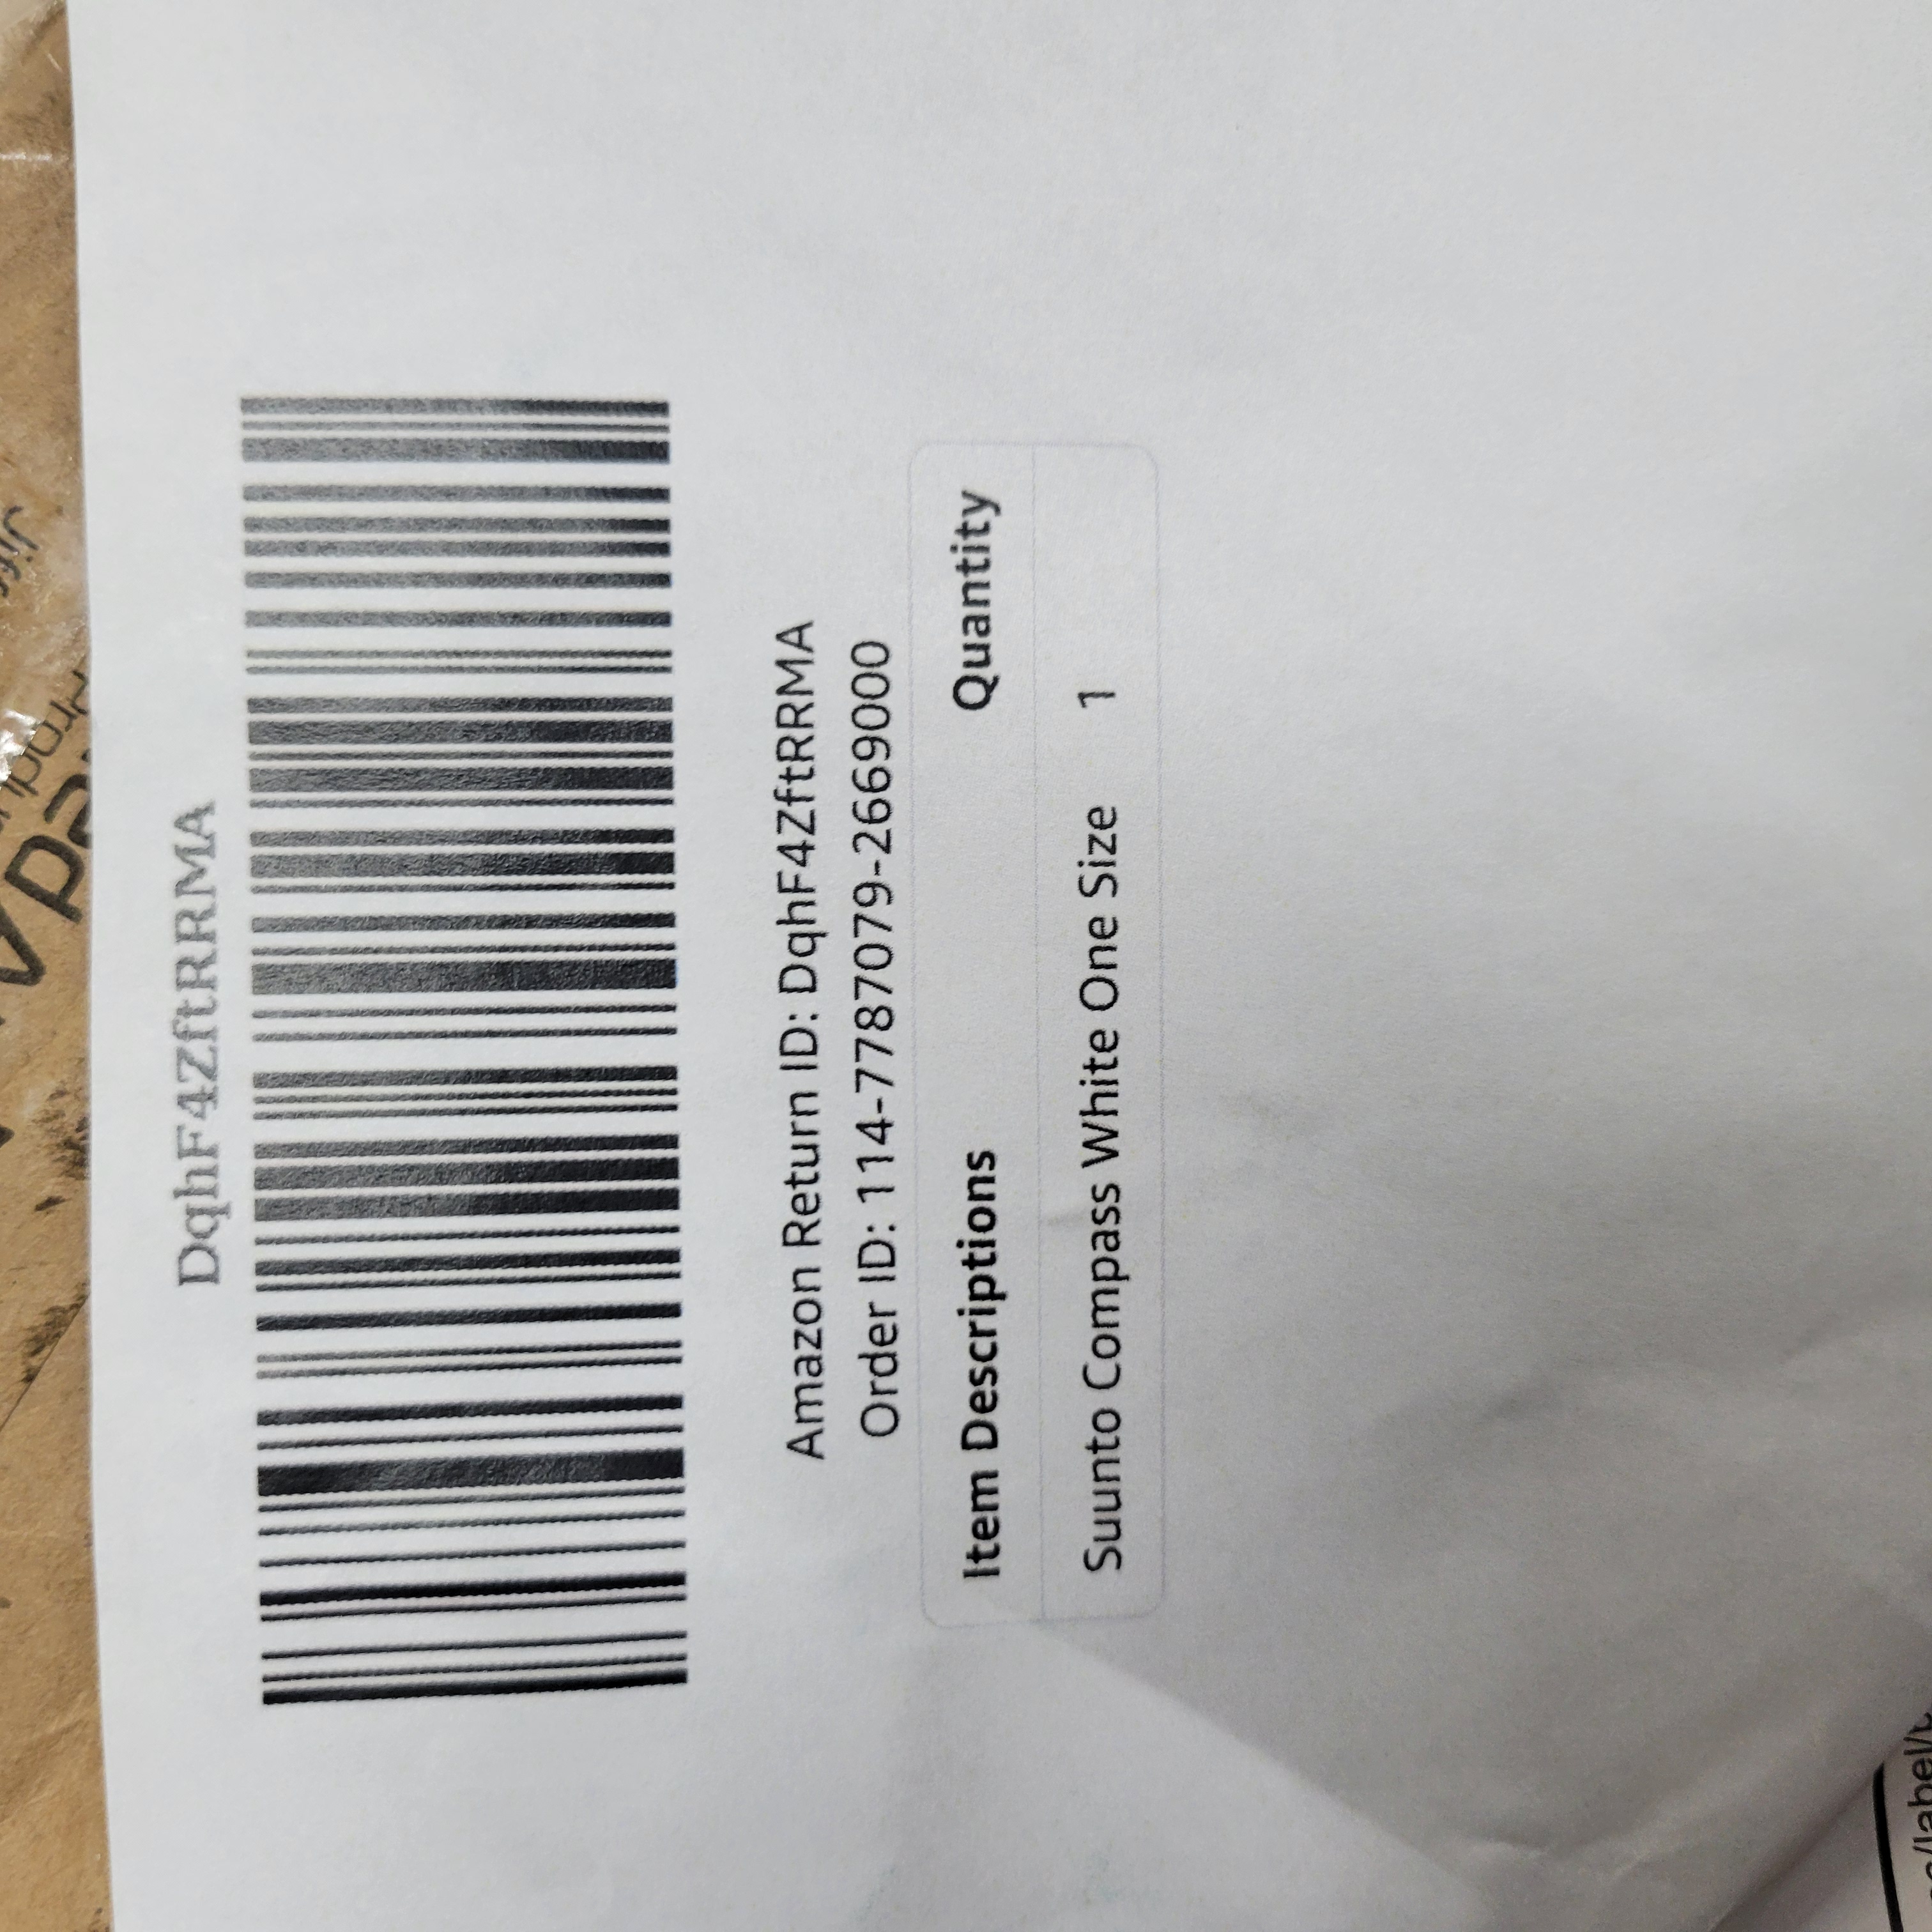 DqhF4ZftRRMA
Amazon Return ID: DqhF4ZftRRMA
Order ID: 114-7787079-2669000
Item Descriptions Quantity
Suunto Compass White One Size 1